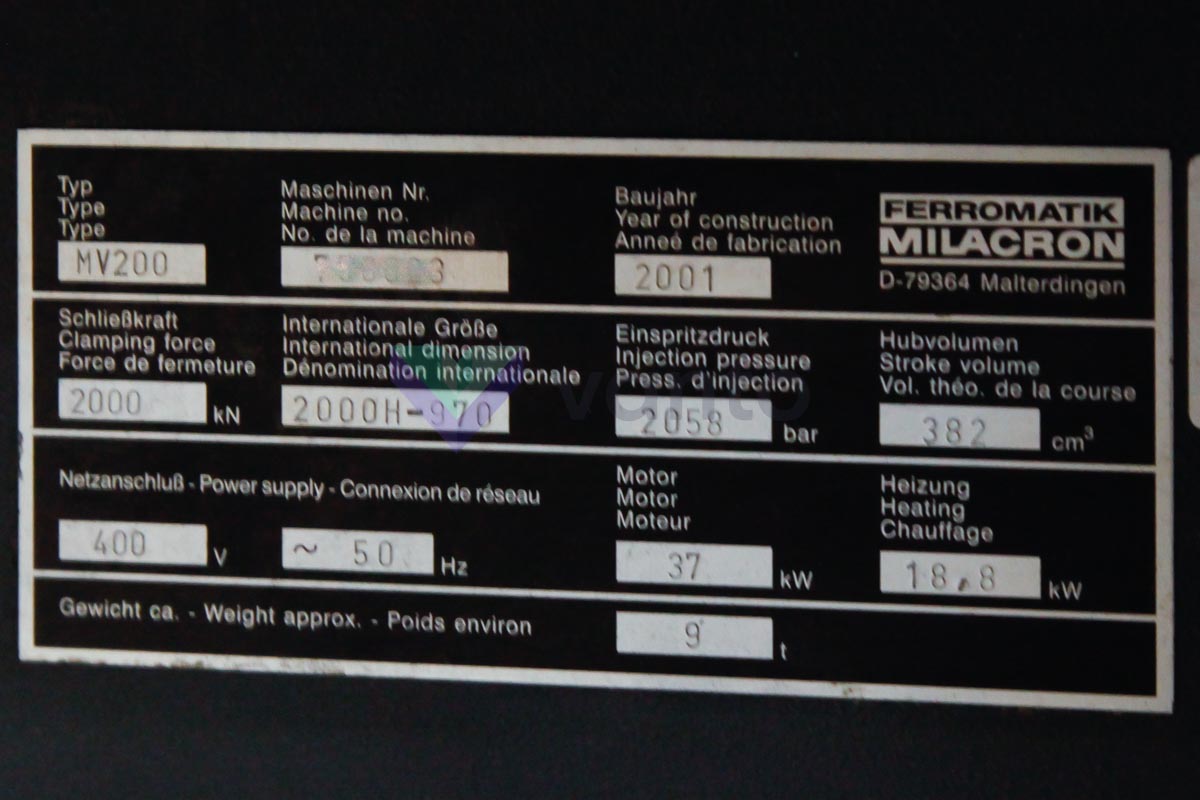 Typ
Type
Type
MV200
Maschinen Nr.
Machine no.
No. de la machine
Baujahr
Year of construction
Anneé de fabrication
2001
FERROMATIK
MILACRON
D-79364 Malterdingen
Schließkraft
Clamping force
Force de fermeture
2000 kN
Internationale Größe
International dimension
Dénomination internationale
2000H-970
Einspritzdruck
Injection pressure
Press. d'injection
2058 bar
Hubvolumen
Stroke volume
Vol. théo. de la course
382 cm³
Netzanschluß - Power supply - Connexion de réseau
400 V
~ 50 Hz
Motor
Motor
Moteur
37 kW
Heizung
Heating
Chauffage
18,8 kW
Gewicht ca. - Weight approx. - Poids environ
9 t